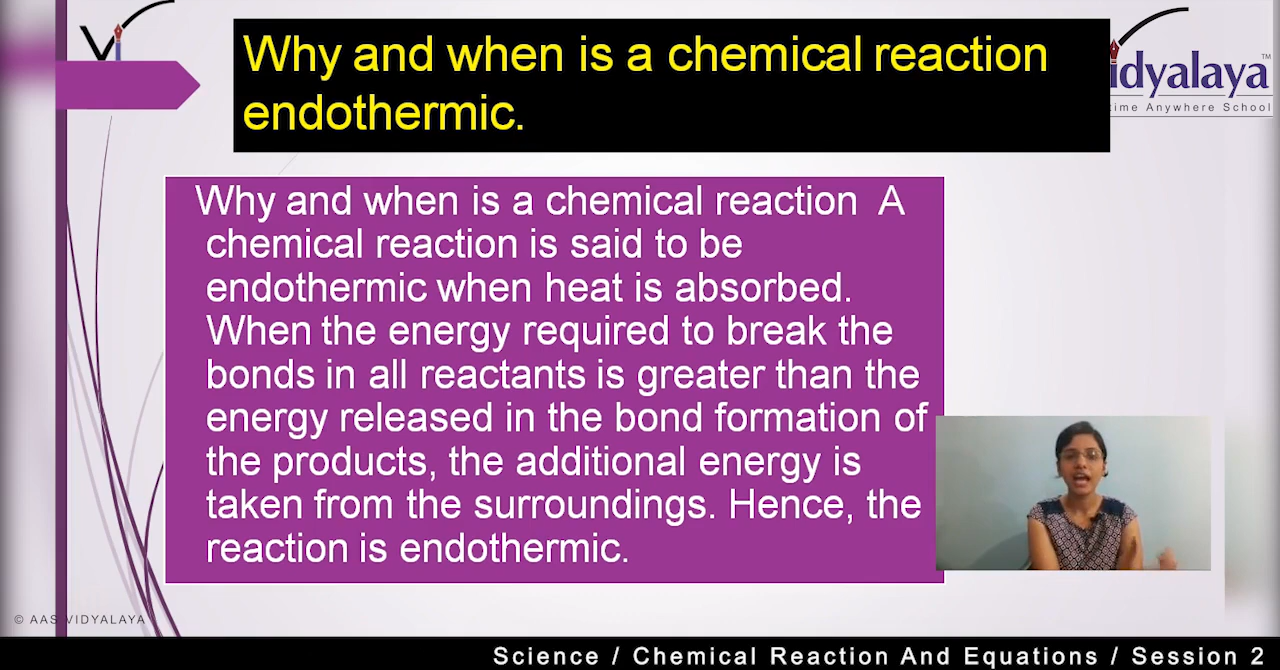 Why and when is a chemical reaction
endothermic.
idyalaya™
time Anywhere School
Why and when is a chemical reaction A
chemical reaction is said to be
endothermic when heat is absorbed.
When the energy required to break the
bonds in all reactants is greater than the
energy released in the bond formation of
the products, the additional energy is
taken from the surroundings. Hence, the
reaction is endothermic.
© AAS VIDYALAYA
Science / Chemical Reaction And Equations / Session 2